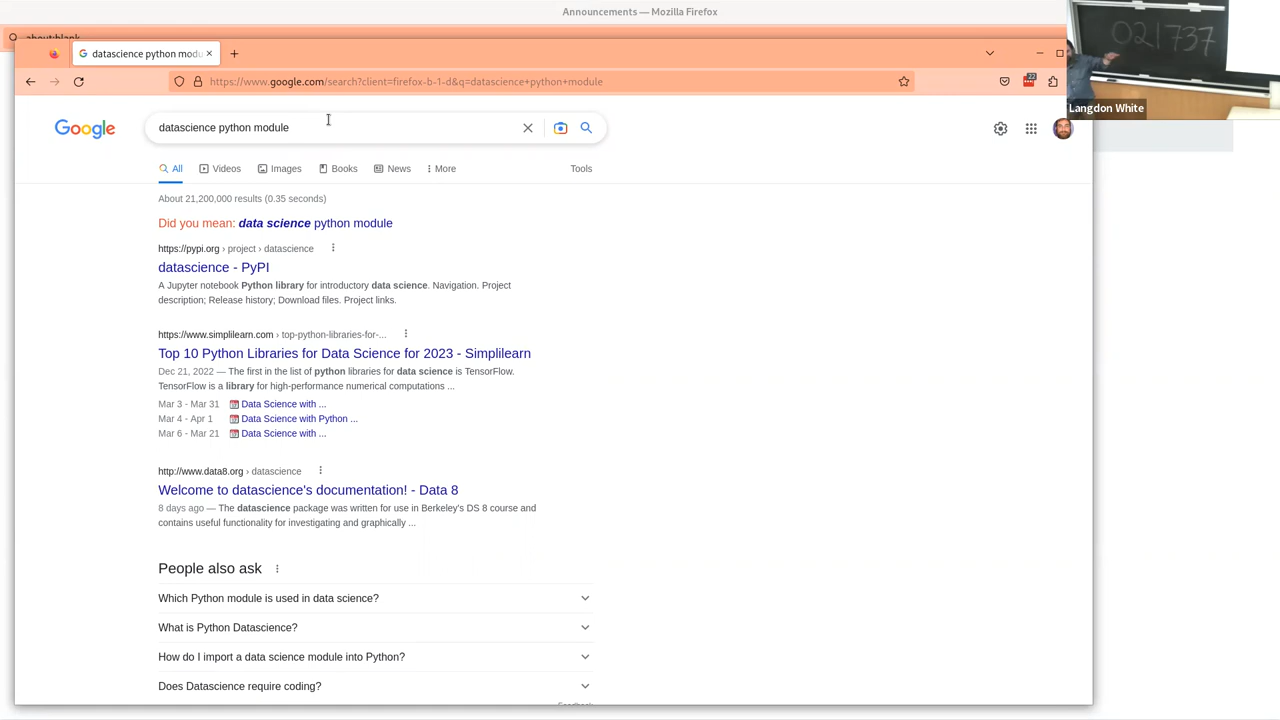 Announcements — Mozilla Firefox
about:blank
datascience python modu
https://www.google.com/search?client=firefox-b-1-d&q=datascience+python+module
22
021737
Langdon White
Google
datascience python module
All
Videos
Images
Books
News
More
Tools
About 21,200,000 results (0.35 seconds)
Did you mean: data science python module
https://pypi.org › project › datascience
datascience - PyPI
A Jupyter notebook Python library for introductory data science. Navigation. Project
description; Release history; Download files. Project links.
https://www.simplilearn.com › top-python-libraries-for-...
Top 10 Python Libraries for Data Science for 2023 - Simplilearn
Dec 21, 2022 — The first in the list of python libraries for data science is TensorFlow.
TensorFlow is a library for high-performance numerical computations ...
Mar 3 - Mar 31 Data Science with ...
Mar 4 - Apr 1 Data Science with Python ...
Mar 6 - Mar 21 Data Science with ...
http://www.data8.org › datascience
Welcome to datascience's documentation! - Data 8
8 days ago — The datascience package was written for use in Berkeley's DS 8 course and
contains useful functionality for investigating and graphically ...
People also ask
Which Python module is used in data science?
What is Python Datascience?
How do I import a data science module into Python?
Does Datascience require coding?